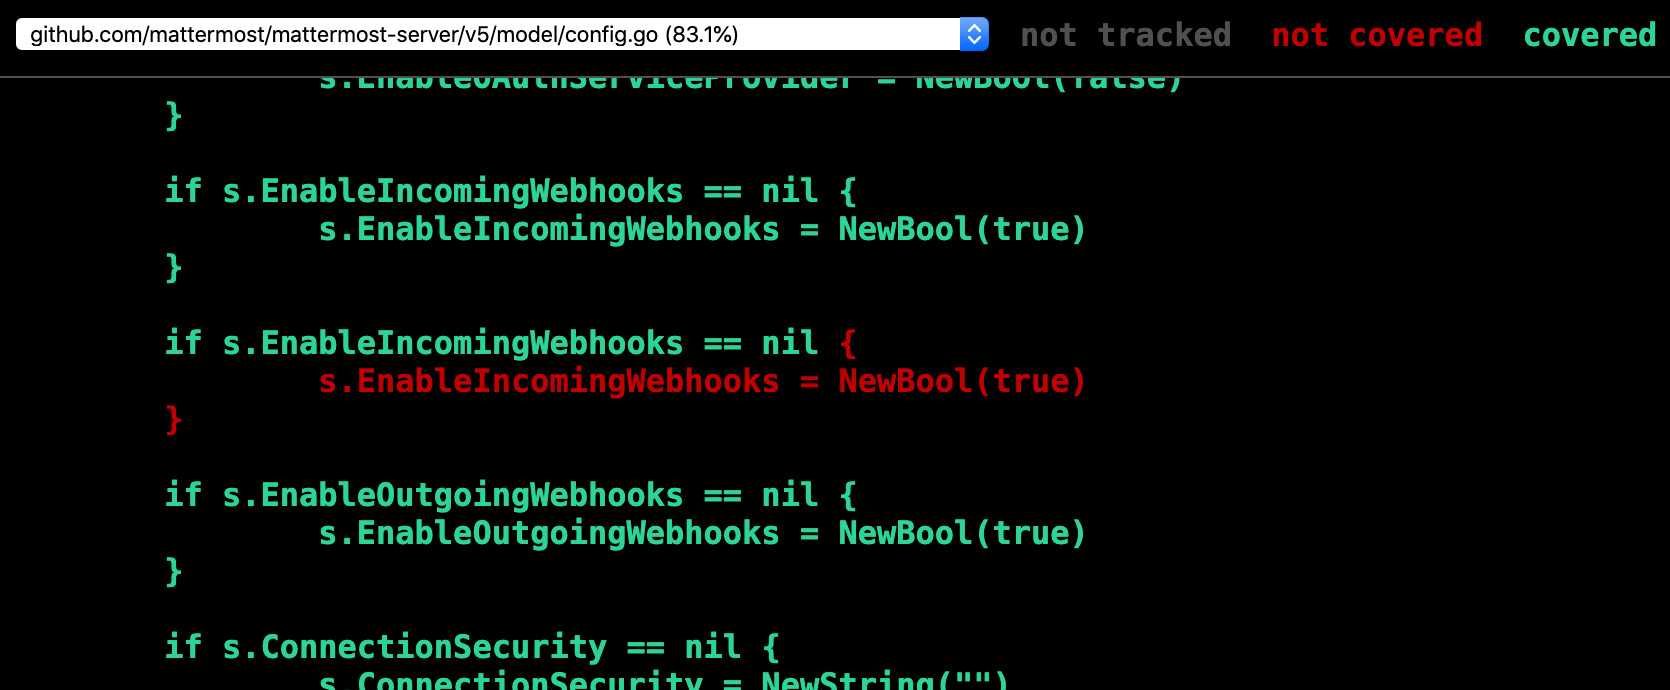 github.com/mattermost/mattermost-server/v5/model/config.go (83.1%) not tracked not covered covered
s.EnableOAuthServiceProvider = NewBool(false)
}
if s.EnableIncomingWebhooks == nil {
s.EnableIncomingWebhooks = NewBool(true)
}
if s.EnableIncomingWebhooks == nil {
s.EnableIncomingWebhooks = NewBool(true)
}
if s.EnableOutgoingWebhooks == nil {
s.EnableOutgoingWebhooks = NewBool(true)
}
if s.ConnectionSecurity == nil {
s.ConnectionSecurity = NewString("")